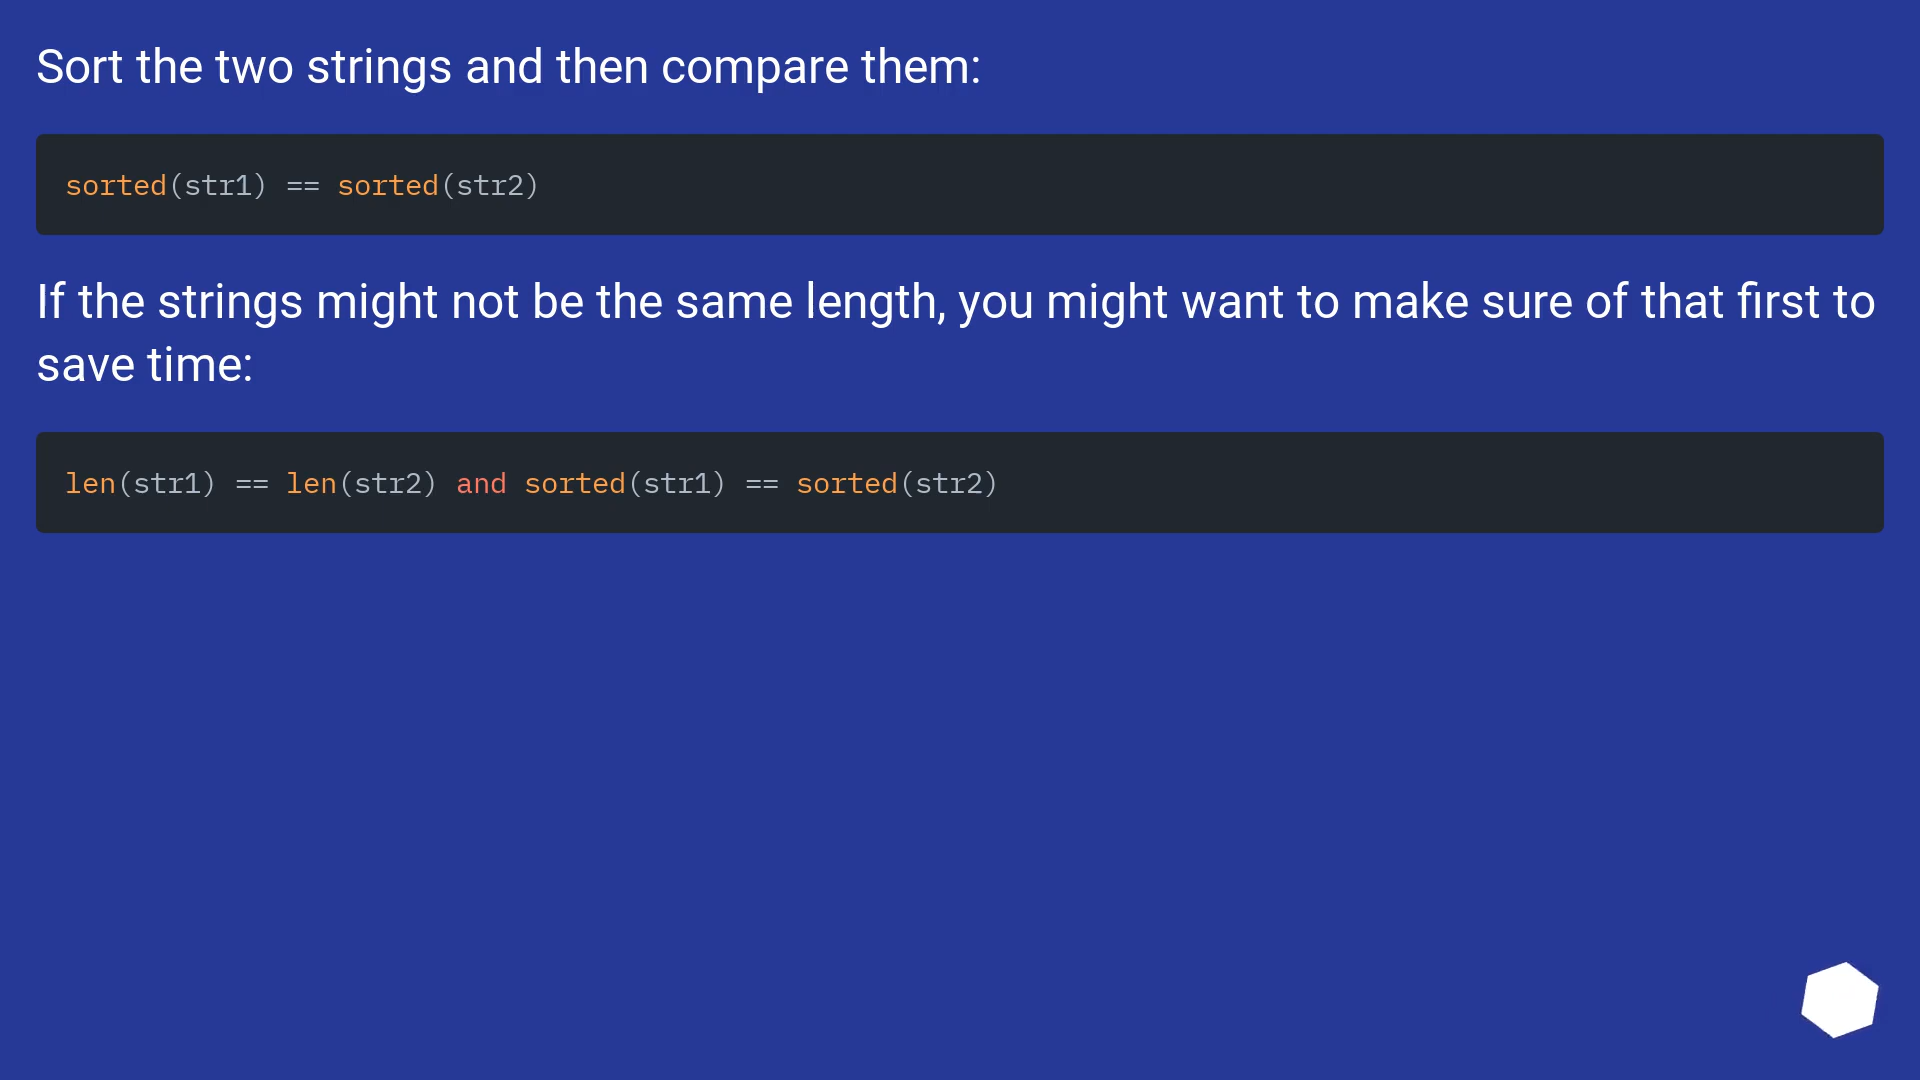 Sort the two strings and then compare them:
sorted(str1) == sorted(str2)
If the strings might not be the same length, you might want to make sure of that first to
save time:
len(str1) == len(str2) and sorted(str1) == sorted(str2)